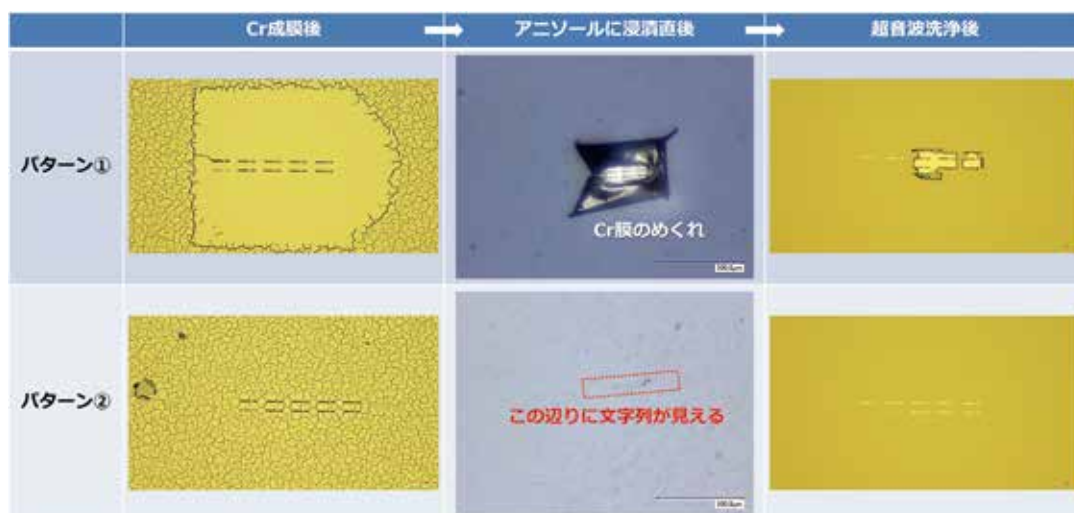 Cr成膜後
アニソールに浸漬直後
超音波洗浄後
パターン①
Cr膜のめくれ
パターン②
この辺りに文字列が見える